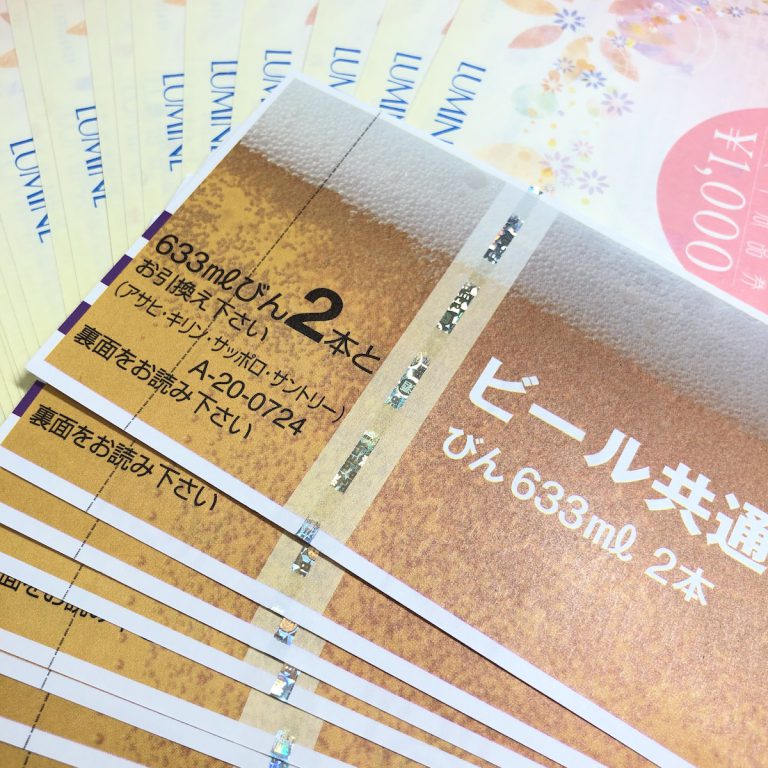 LUMINE
LUMINE
LUMINE
LUMINE
LUMINE
LUMINE
LUMINE
LUMINE
¥1,000
633mlびん2本と
お引換え下さい
(アサヒ・キリン・サッポロ・サントリー)
A-20-0724
裏面をお読み下さい
ビール共通
びん633ml 2本
裏面をお読み下さい